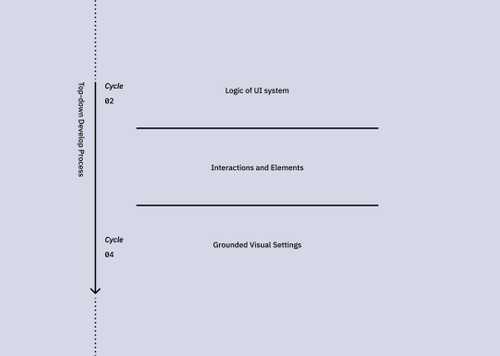 Top-down Develop Process
Cycle
02
Logic of UI system
Interactions and Elements
Cycle
04
Grounded Visual Settings